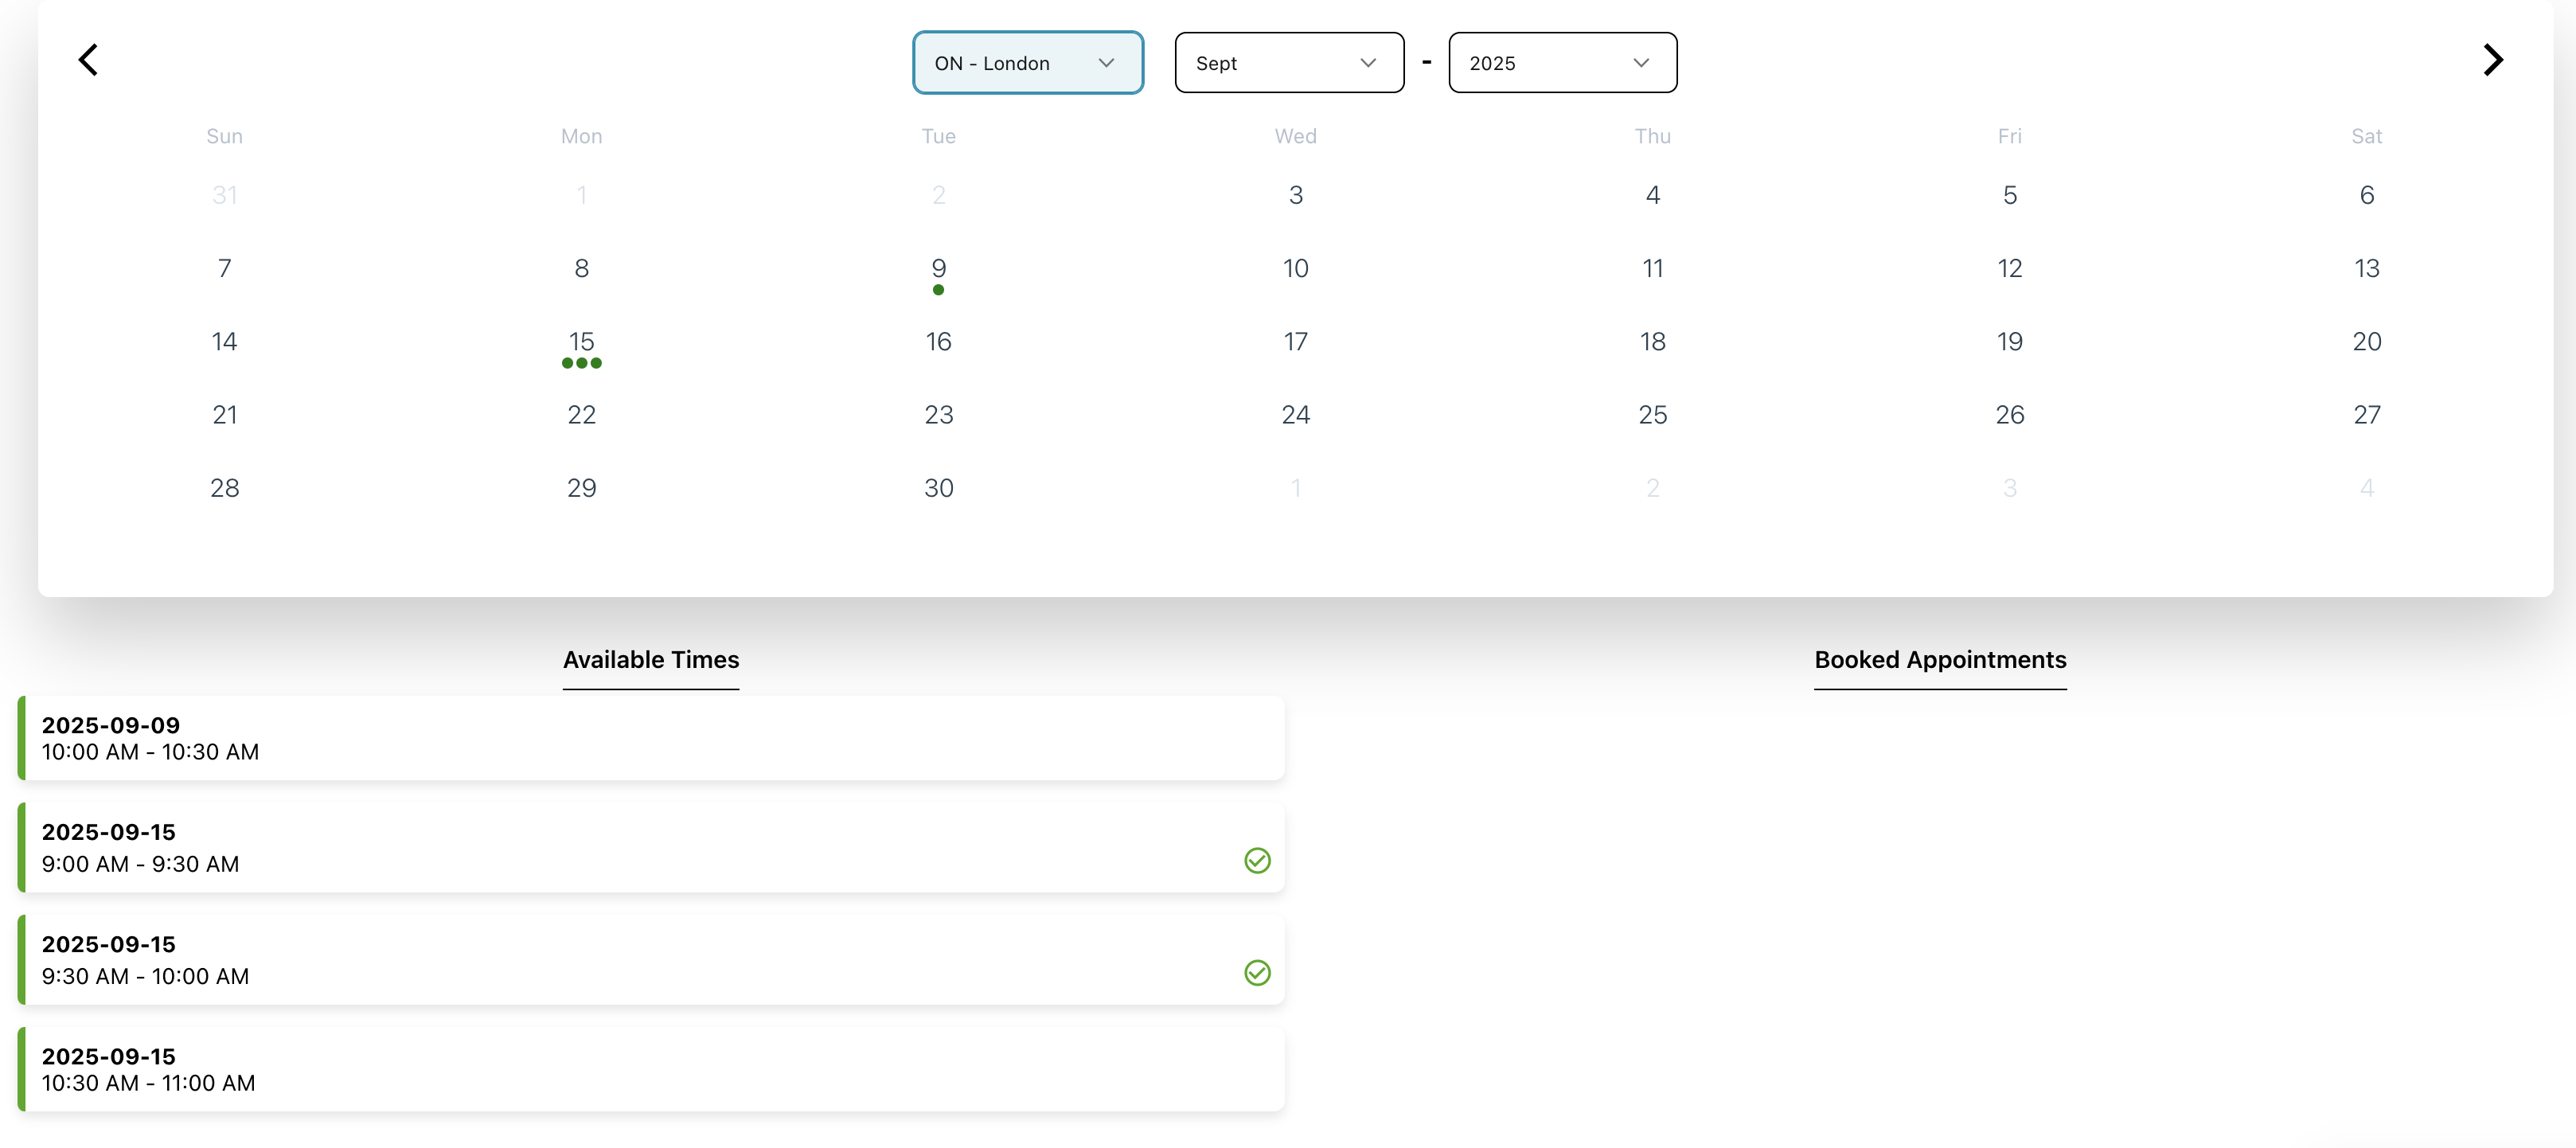 ON - London Sept - 2025
Sun Mon Tue Wed Thu Fri Sat
31 1 2 3 4 5 6
7 8 9 10 11 12 13
14 15 16 17 18 19 20
21 22 23 24 25 26 27
28 29 30 1 2 3 4
Available Times
2025-09-09
10:00 AM - 10:30 AM
2025-09-15
9:00 AM - 9:30 AM
2025-09-15
9:30 AM - 10:00 AM
2025-09-15
10:30 AM - 11:00 AM
Booked Appointments